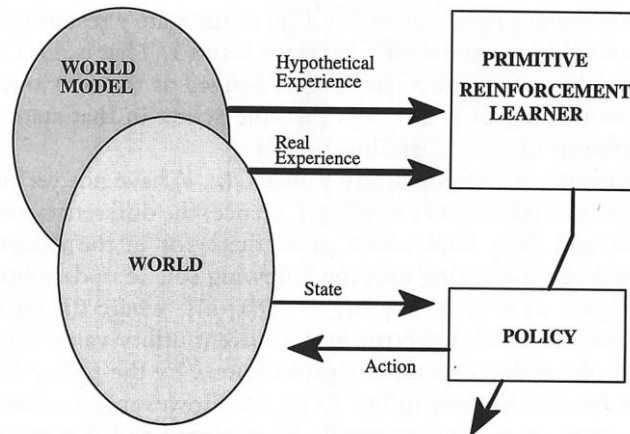 Hypothetical
Experience
WORLD
MODEL
PRIMITIVE
REINFORCEMENT
LEARNER
Real
Experience
WORLD
State
POLICY
Action